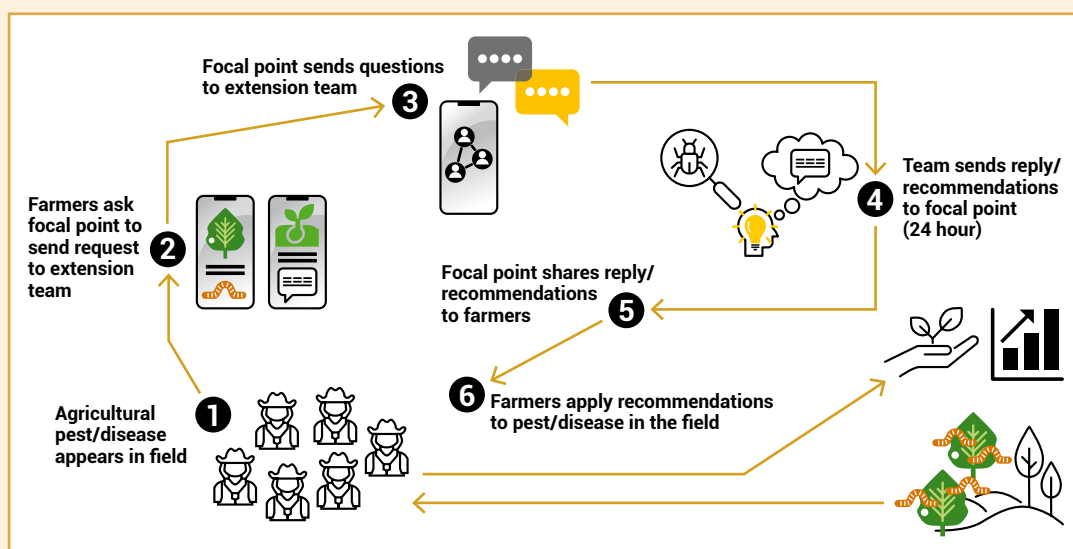 1
Agricultural
pest/disease
appears in field
2
Farmers ask
focal point to
send request
to extension
team
3
Focal point sends questions
to extension team
4
Team sends reply/
recommendations
to focal point
(24 hour)
5
Focal point shares reply/
recommendations
to farmers
6
Farmers apply recommendations
to pest/disease in the field